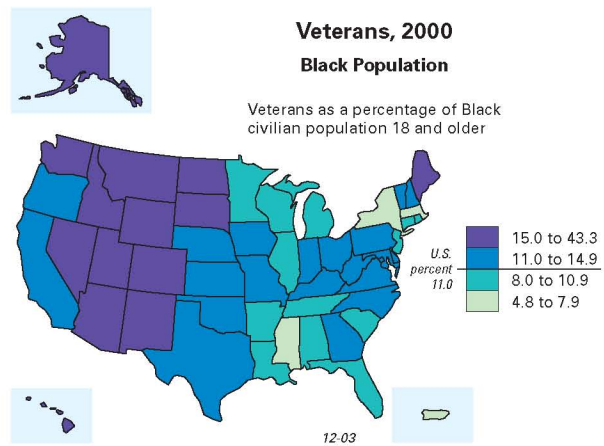 Veterans, 2000
Black Population
Veterans as a percentage of Black
civilian population 18 and older
U.S.
percent
11.0
15.0 to 43.3
11.0 to 14.9
8.0 to 10.9
4.8 to 7.9
12-03